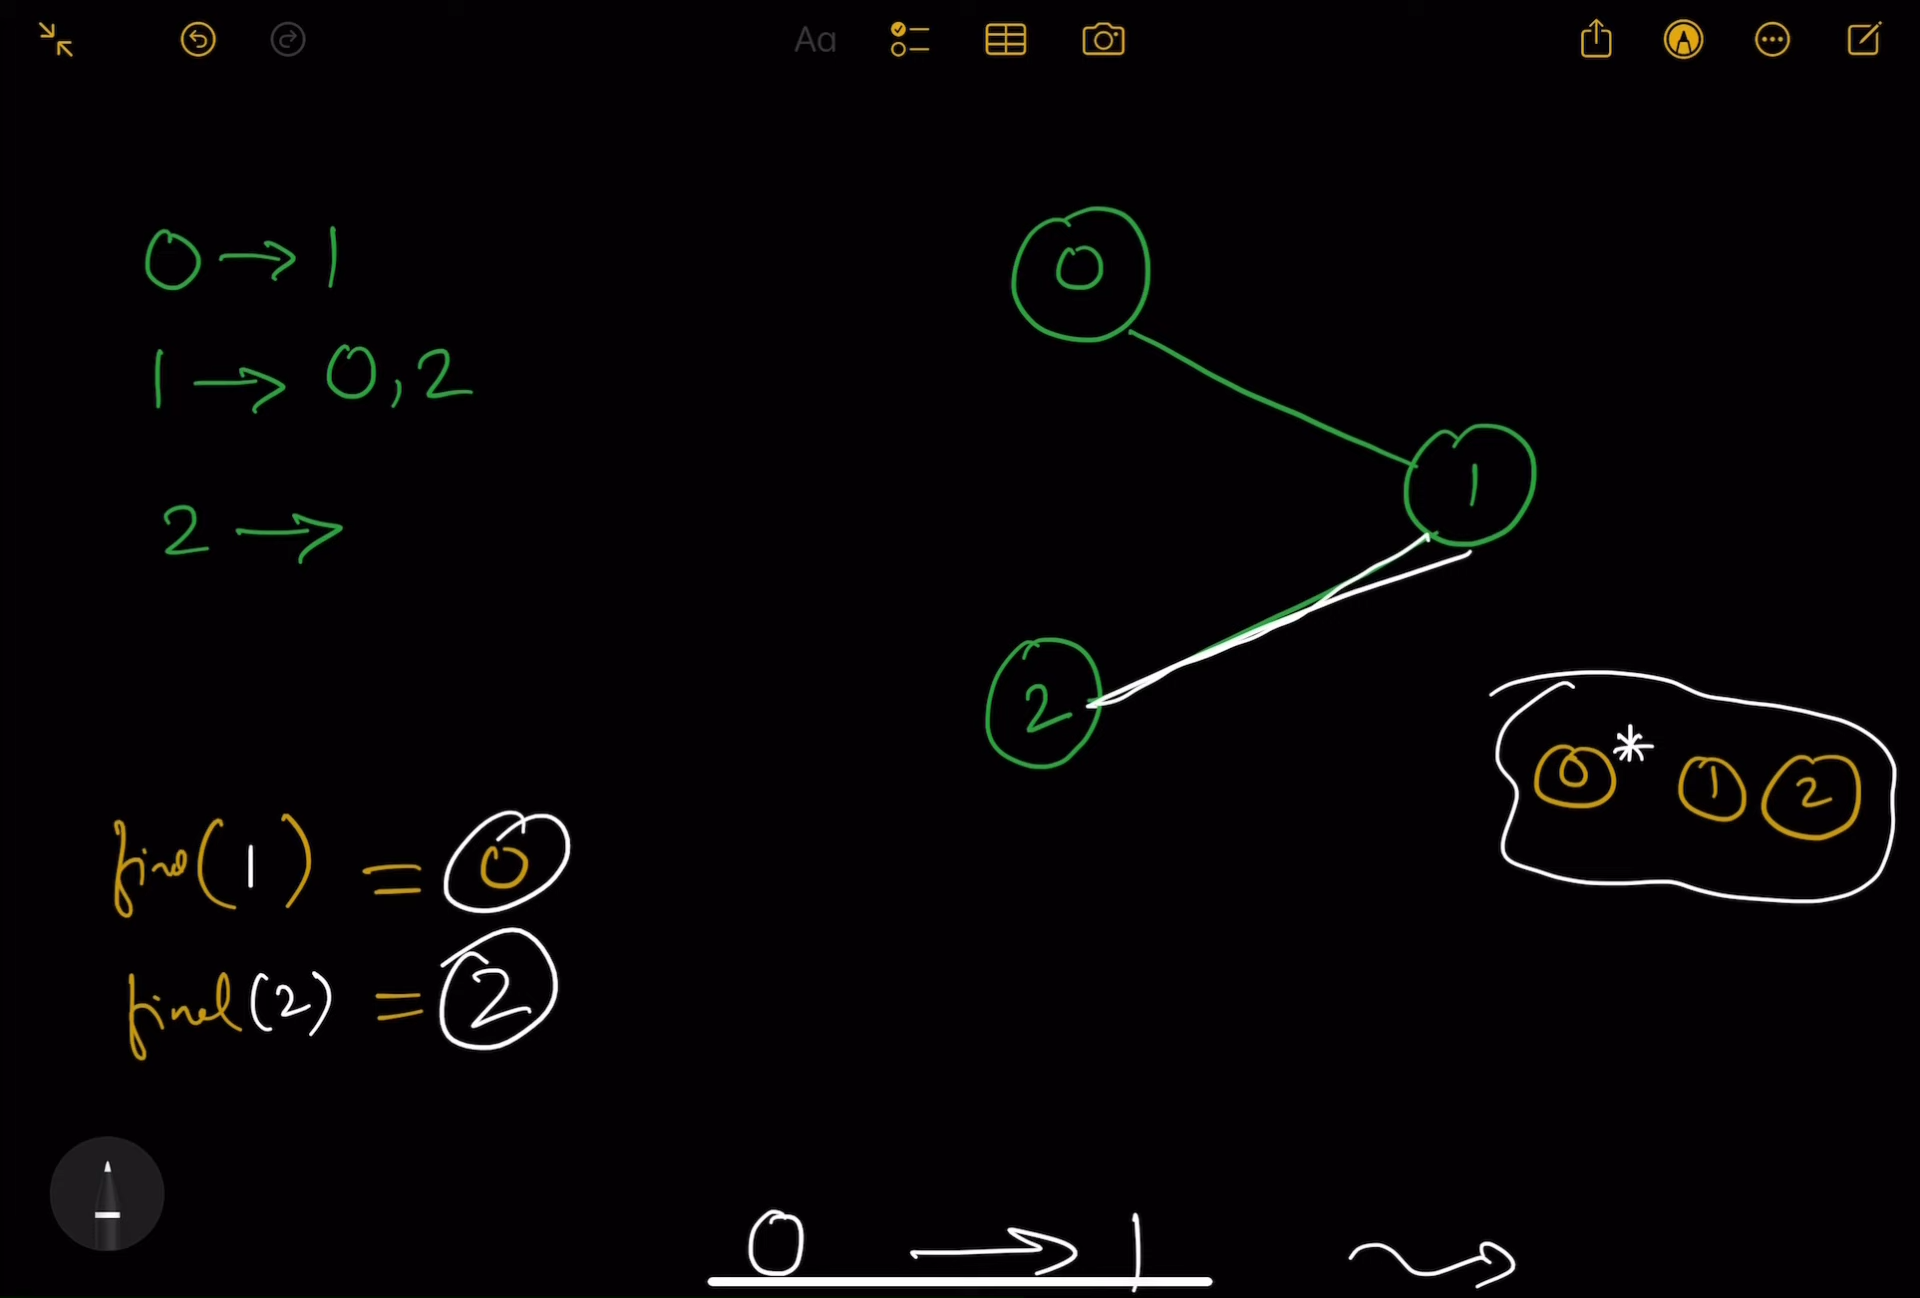 Aa
0 → 1
1 → 0, 2
2 →
0
1
2
0* 1 2
find(1) = 0
find(2) = 2
0 → 1